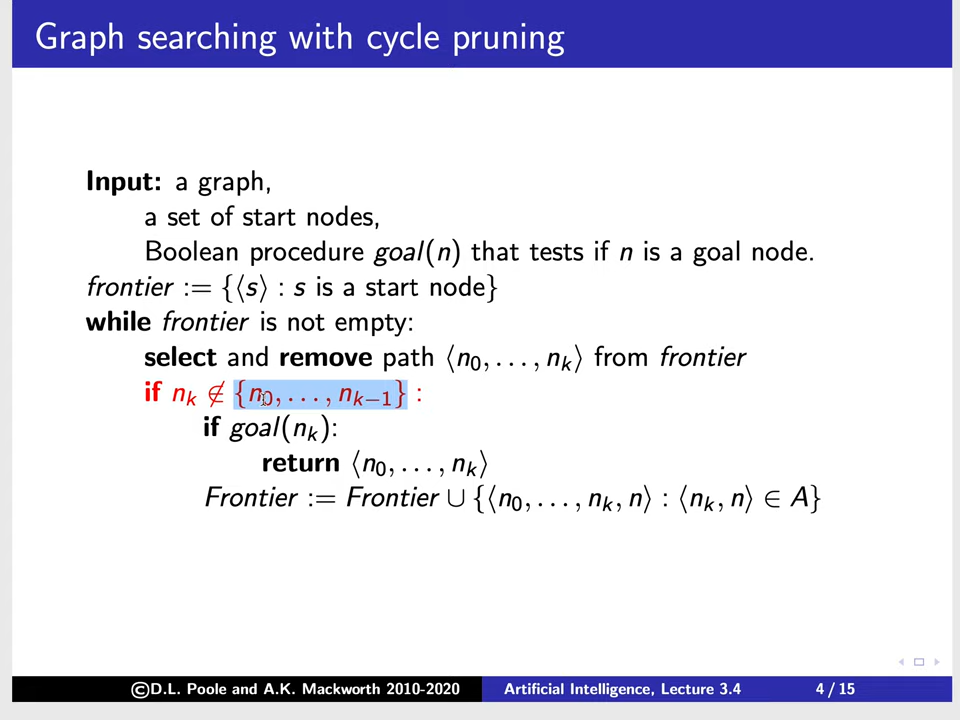 Graph searching with cycle pruning
Input: a graph,
a set of start nodes,
Boolean procedure goal(n) that tests if n is a goal node.
frontier := {⟨s⟩ : s is a start node}
while frontier is not empty:
select and remove path ⟨n₀, . . . , nₖ⟩ from frontier
if nₖ ∉ {n₀, . . . , nₖ₋₁} :
if goal(nₖ):
return ⟨n₀, . . . , nₖ⟩
Frontier := Frontier ∪ {⟨n₀, . . . , nₖ, n⟩ : ⟨nₖ, n⟩ ∈ A}
©D.L. Poole and A.K. Mackworth 2010-2020 Artificial Intelligence, Lecture 3.4 4 / 15